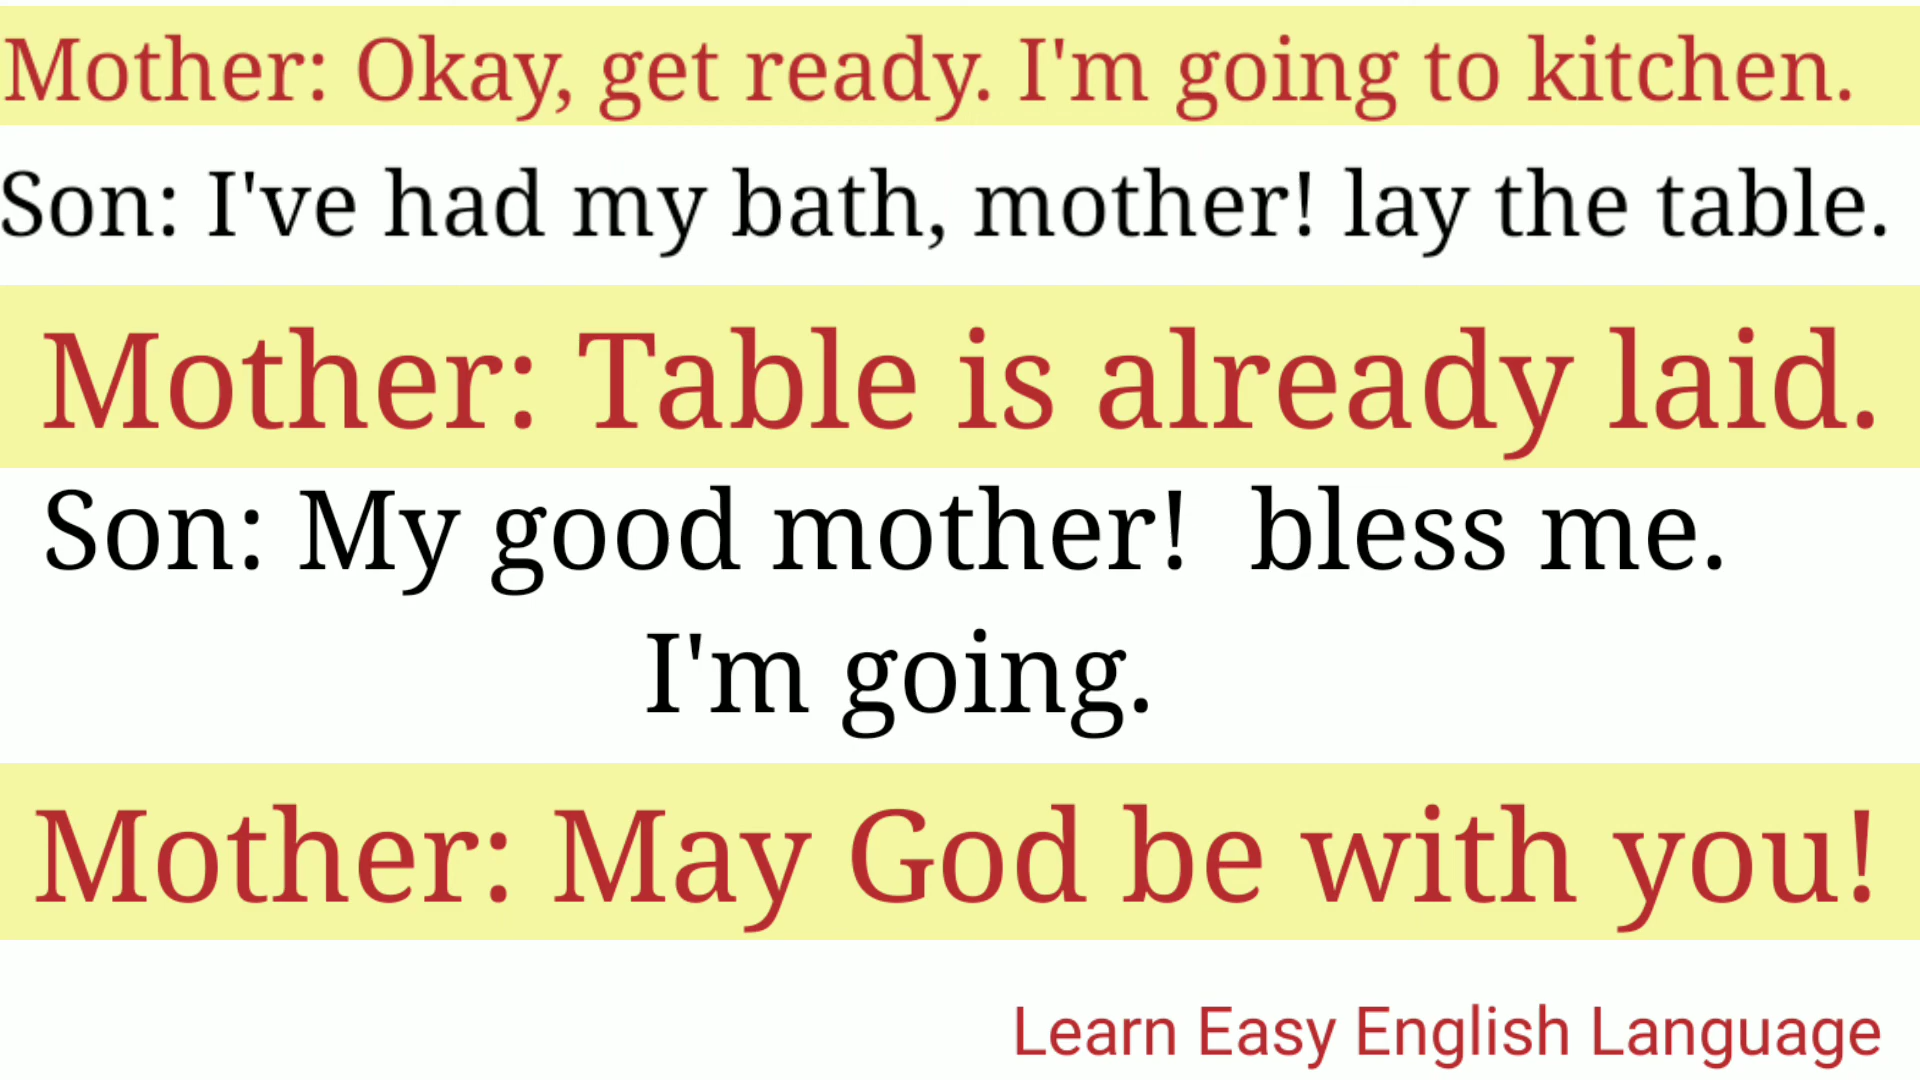 Mother: Okay, get ready. I'm going to kitchen.
Son: I've had my bath, mother! lay the table.
Mother: Table is already laid.
Son: My good mother!  bless me.
I'm going.
Mother: May God be with you!
Learn Easy English Language